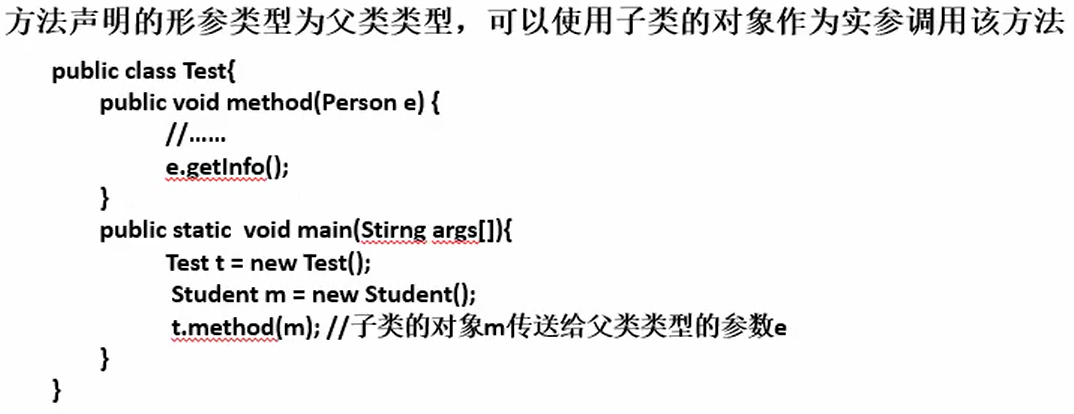 方法声明的形参类型为父类类型，可以使用子类的对象作为实参调用该方法
public class Test{
public void method(Person e) {
//……
e.getInfo();
}
public static  void main(Stirng args[]){
Test t = new Test();
Student m = new Student();
t.method(m); //子类的对象m传送给父类类型的参数e
}
}